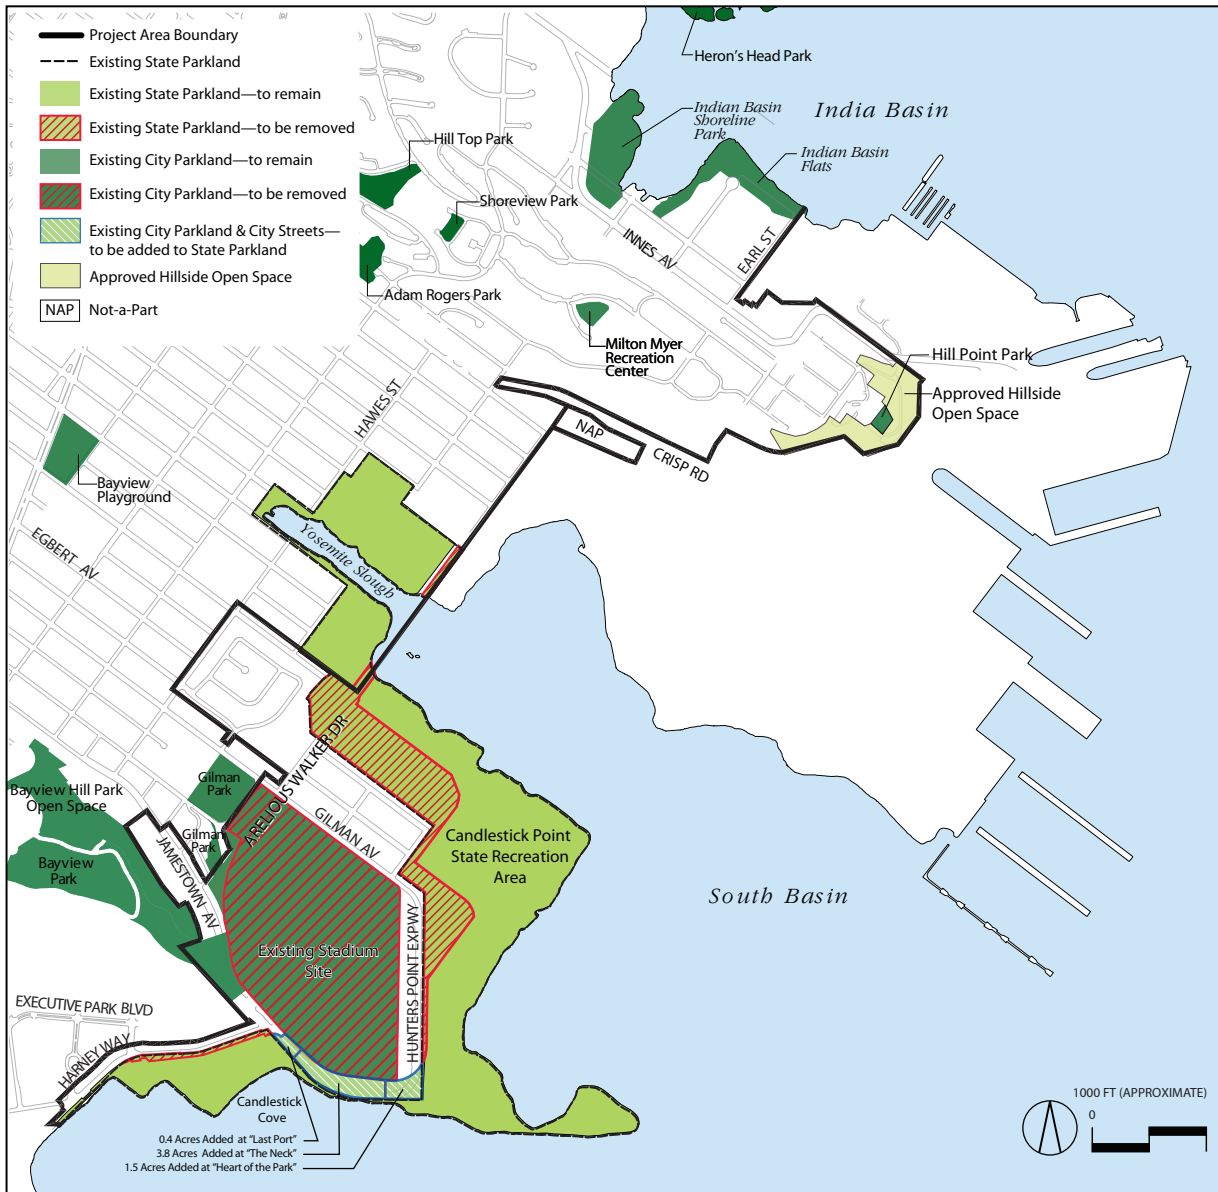 Project Area Boundary
Existing State Parkland
Existing State Parkland—to remain
Existing State Parkland—to be removed
Existing City Parkland—to remain
Existing City Parkland—to be removed
Existing City Parkland & City Streets—
to be added to State Parkland
Approved Hillside Open Space
NAP Not-a-Part
Heron's Head Park
India Basin
Indian Basin
Shoreline
Park
Indian Basin
Flats
Hill Top Park
Shoreview Park
Adam Rogers Park
INNES AV
EARL ST
Milton Myer
Recreation
Center
Hill Point Park
Approved Hillside
Open Space
HAWES ST
NAP
CRISP RD
Bayview
Playground
EGBERT AV
Yosemite Slough
ARELIOUS WALKER DR
GILMAN AV
Gilman
Park
Gilman
Park
Bayview Hill Park
Open Space
Bayview
Park
JAMESTOWN AV
Candlestick Point
State Recreation
Area
South Basin
Existing Stadium
Site
HUNTERS POINT EXPWY
EXECUTIVE PARK BLVD
HARNEY WAY
Candlestick
Cove
0.4 Acres Added at "Last Port"
3.8 Acres Added at "The Neck"
1.5 Acres Added at "Heart of the Park"
1000 FT (APPROXIMATE)
0